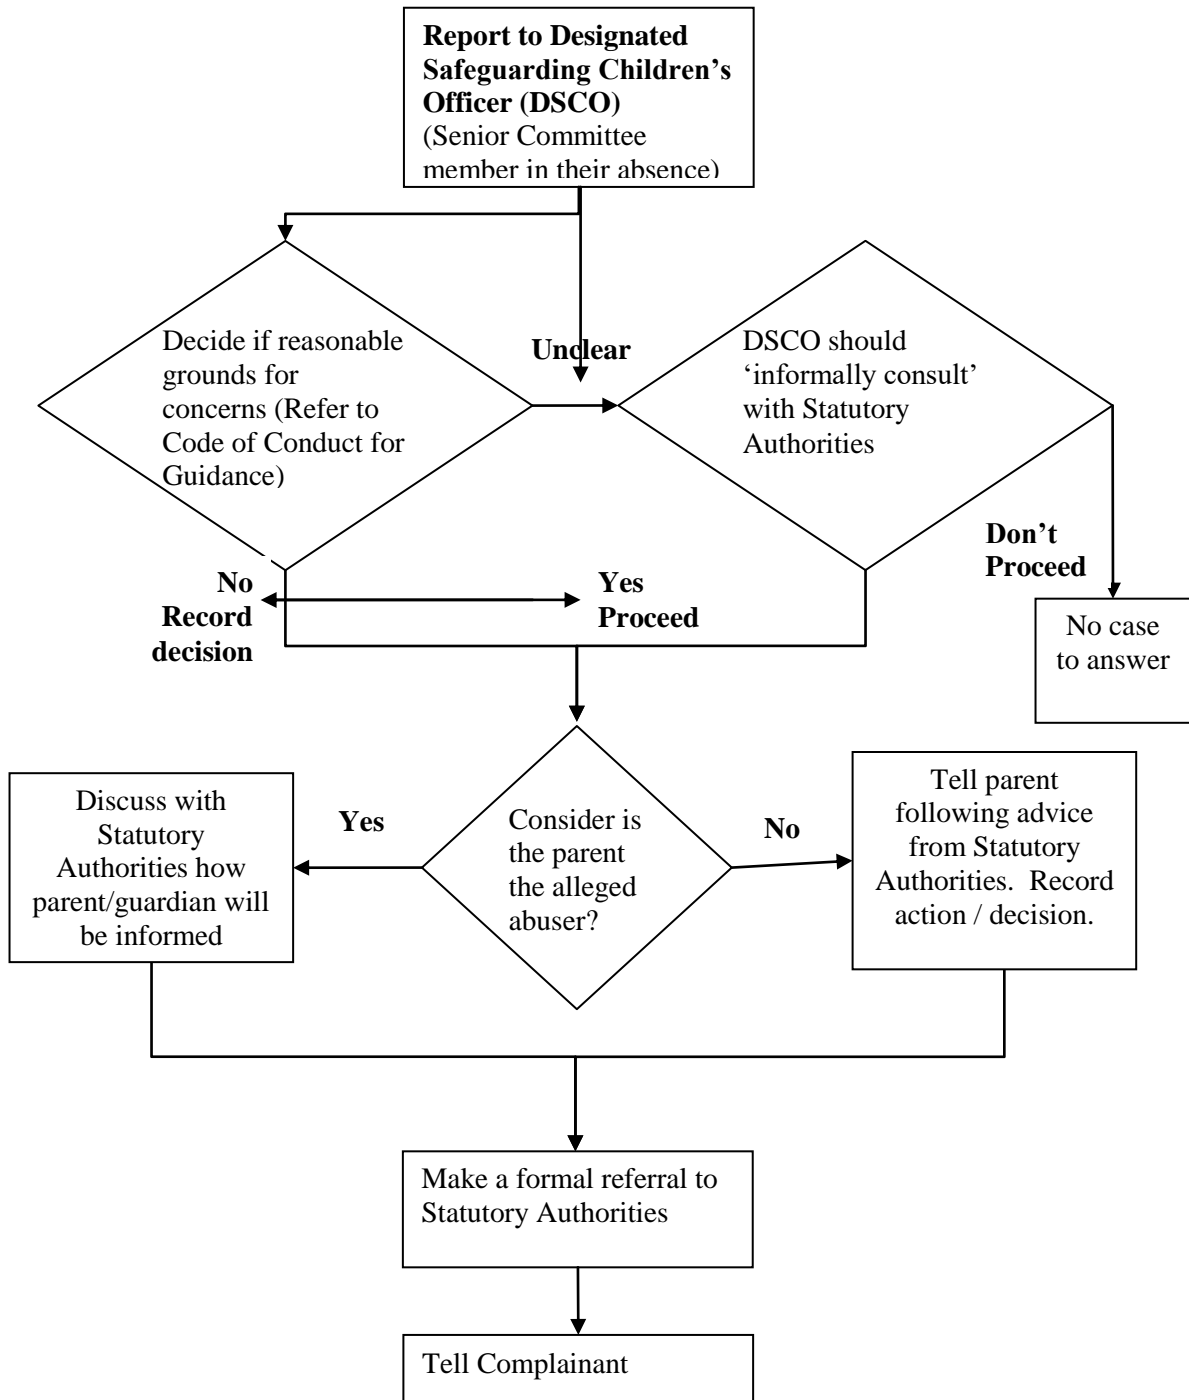 Report to Designated
Safeguarding Children’s
Officer (DSCO)
(Senior Committee
member in their absence)
Decide if reasonable
grounds for
concerns (Refer to
Code of Conduct for
Guidance)
Unclear
DSCO should
‘informally consult’
with Statutory
Authorities
Don’t
Proceed
No
Record
decision
Yes
Proceed
No case
to answer
Discuss with
Statutory
Authorities how
parent/guardian will
be informed
Yes
Consider is
the parent
the alleged
abuser?
No
Tell parent
following advice
from Statutory
Authorities.  Record
action / decision.
Make a formal referral to
Statutory Authorities
Tell Complainant